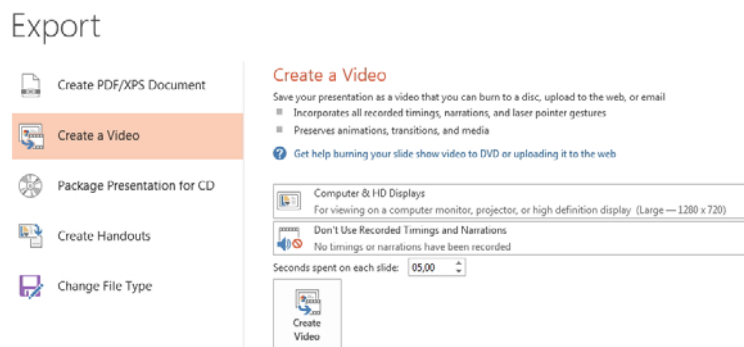 Export
Create PDF/XPS Document
Create a Video
Package Presentation for CD
Create Handouts
Change File Type
Create a Video
Save your presentation as a video that you can burn to a disc, upload to the web, or email
Incorporates all recorded timings, narrations, and laser pointer gestures
Preserves animations, transitions, and media
Get help burning your slide show video to DVD or uploading it to the web
Computer & HD Displays
For viewing on a computer monitor, projector, or high definition display (Large — 1280 x 720)
Don't Use Recorded Timings and Narrations
No timings or narrations have been recorded
Seconds spent on each slide: 05,00
Create
Video